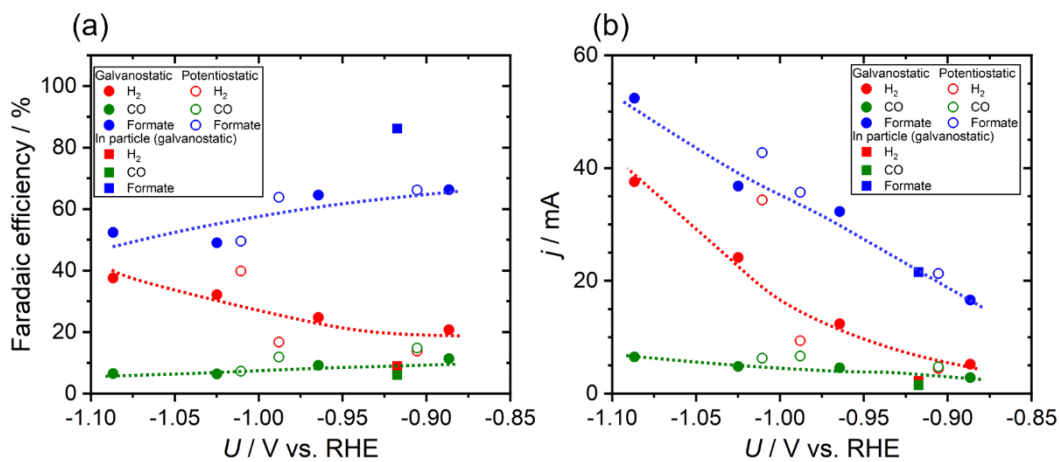 (a)
Faradaic efficiency / %
100
80
60
40
20
0
Galvanostatic Potentiostatic
H₂ H₂
CO CO
Formate Formate
In particle (galvanostatic)
H₂
CO
Formate
-1.10 -1.05 -1.00 -0.95 -0.90 -0.85
U / V vs. RHE
(b)
j / mA
60
40
20
0
Galvanostatic Potentiostatic
H₂ H₂
CO CO
Formate Formate
In particle (galvanostatic)
H₂
CO
Formate
-1.10 -1.05 -1.00 -0.95 -0.90 -0.85
U / V vs. RHE